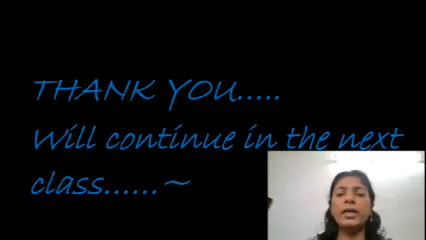 THANK YOU.....
Will continue in the next
class......~